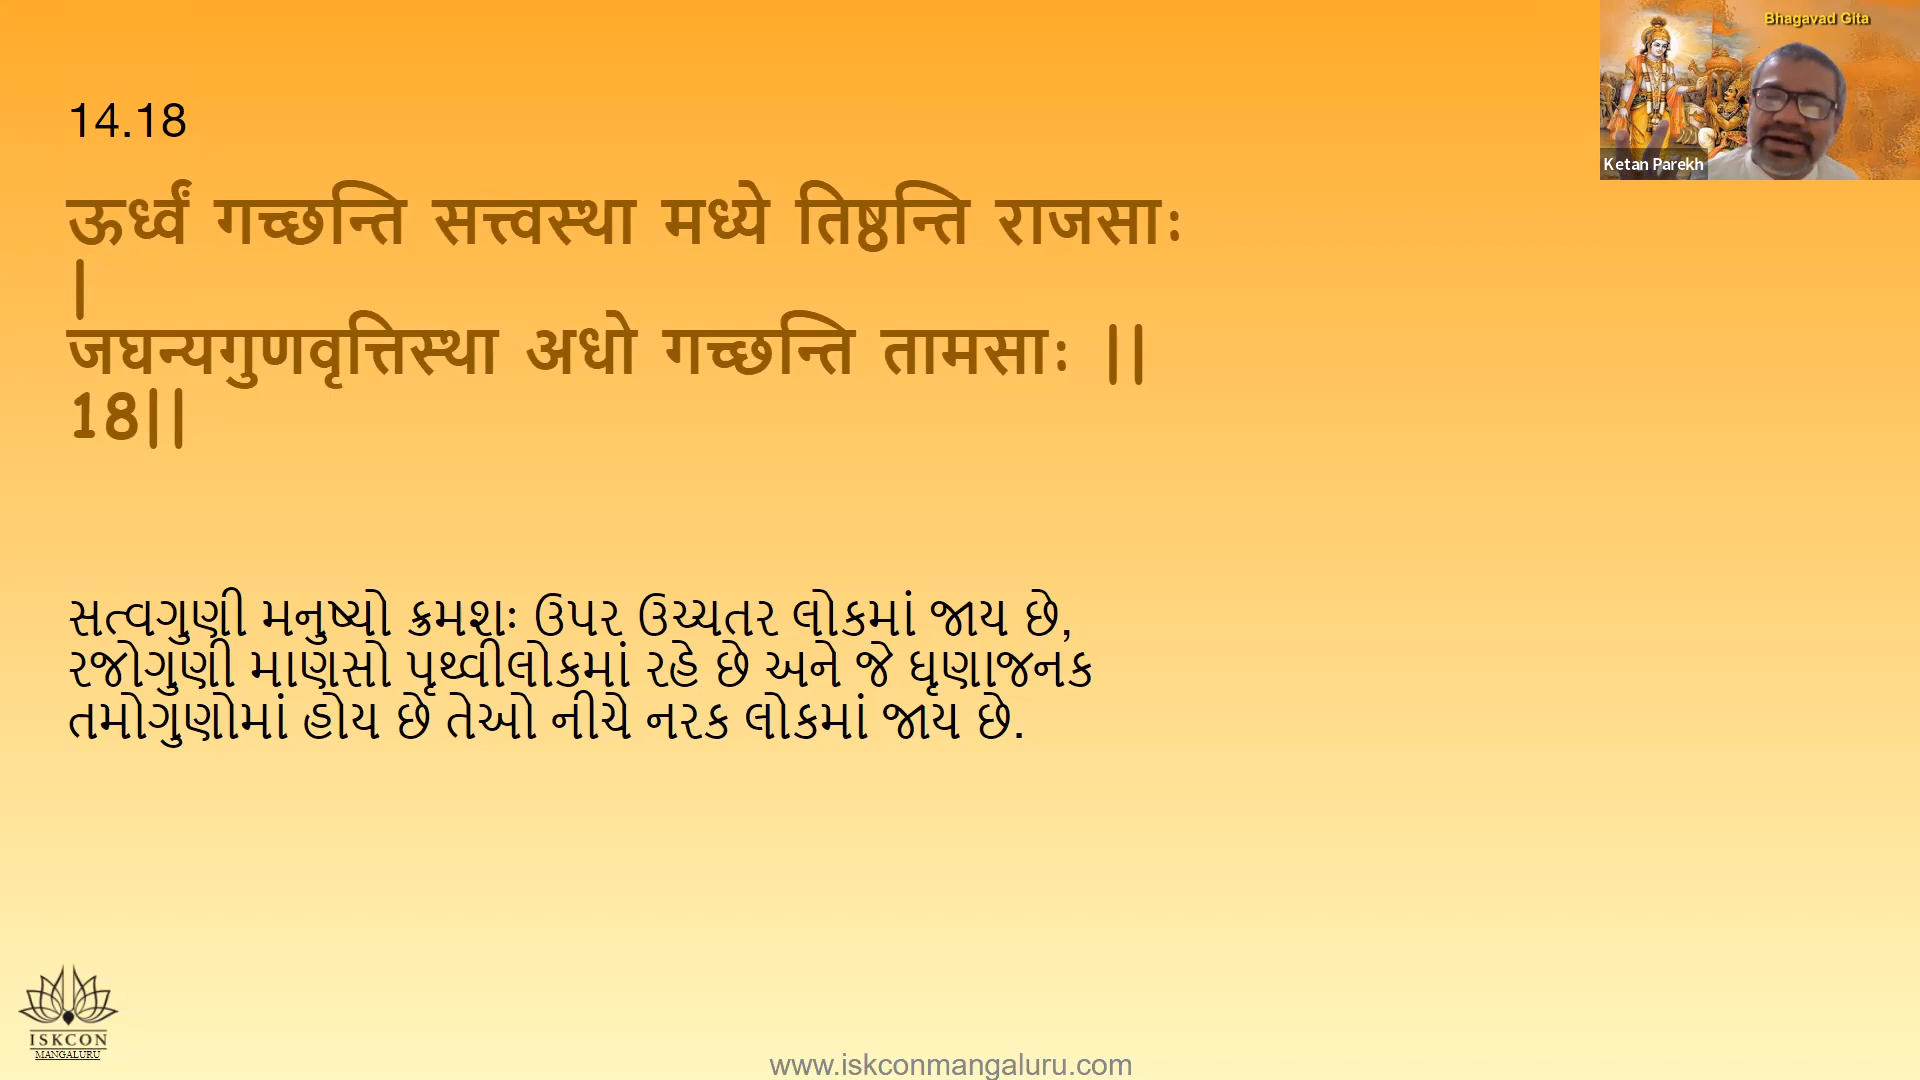 Bhagavad Gita
Ketan Parekh
14.18
ऊर्ध्वं गच्छन्ति सत्त्वस्था मध्ये तिष्ठन्ति राजसाः
|
जघन्यगुणवृत्तिस्था अधो गच्छन्ति तामसाः ||
18||
સત્વગુણી મનુષ્યો ક્રમશઃ ઉપર ઉચ્ચતર લોકમાં જાય છે,
રજોગુણી માણસો પૃથ્વીલોકમાં રહે છે અને જે ઘૃણાજનક
તમોગુણોમાં હોય છે તેઓ નીચે નરક લોકમાં જાય છે.
ISKCON
MANGALURU
www.iskconmangaluru.com